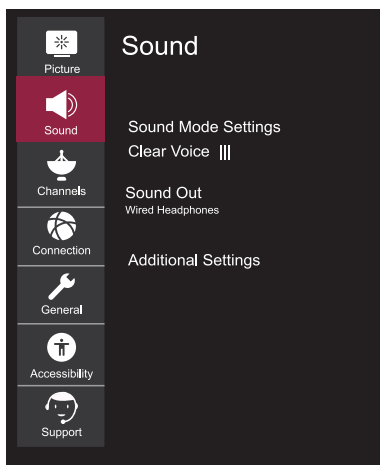 Picture
Sound
Channels
Connection
General
Accessibility
Support
Sound
Sound Mode Settings
Clear Voice III
Sound Out
Wired Headphones
Additional Settings